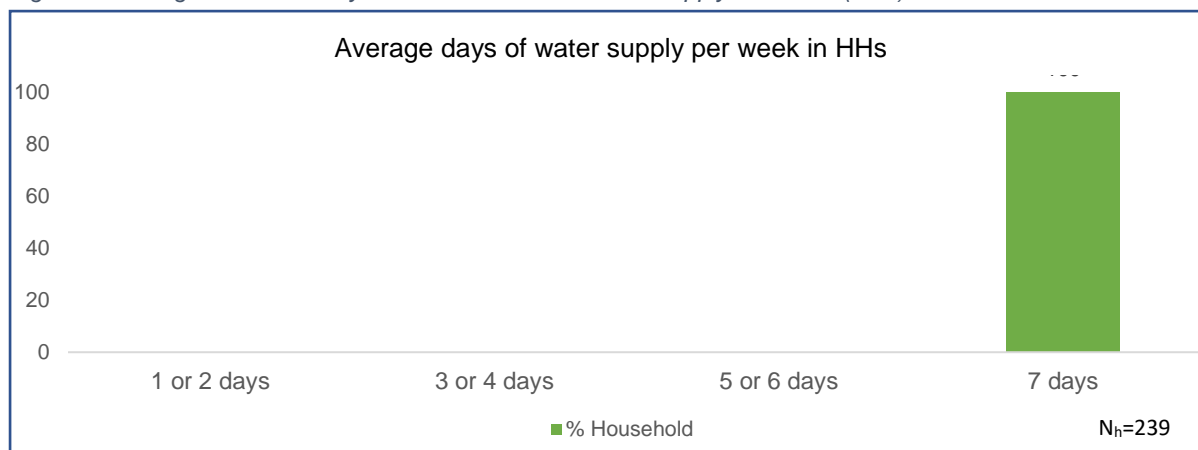 Average days of water supply per week in HHs
100
80
60
40
20
0
1 or 2 days
3 or 4 days
5 or 6 days
7 days
% Household
Nₕ=239